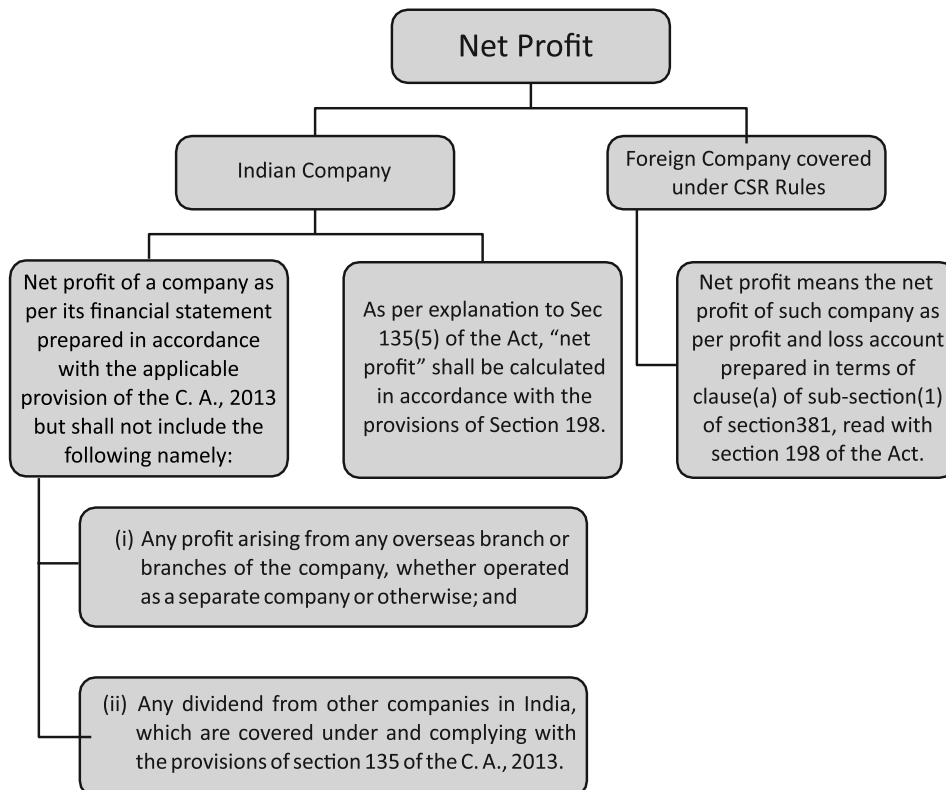 Net Profit
Indian Company
Foreign Company covered
under CSR Rules
Net profit of a company as
per its financial statement
prepared in accordance
with the applicable
provision of the C. A., 2013
but shall not include the
following namely:
As per explanation to Sec
135(5) of the Act, “net
profit” shall be calculated
in accordance with the
provisions of Section 198.
Net profit means the net
profit of such company as
per profit and loss account
prepared in terms of
clause(a) of sub-section(1)
of section381, read with
section 198 of the Act.
(i) Any profit arising from any overseas branch or
branches of the company, whether operated
as a separate company or otherwise; and
(ii) Any dividend from other companies in India,
which are covered under and complying with
the provisions of section 135 of the C. A., 2013.